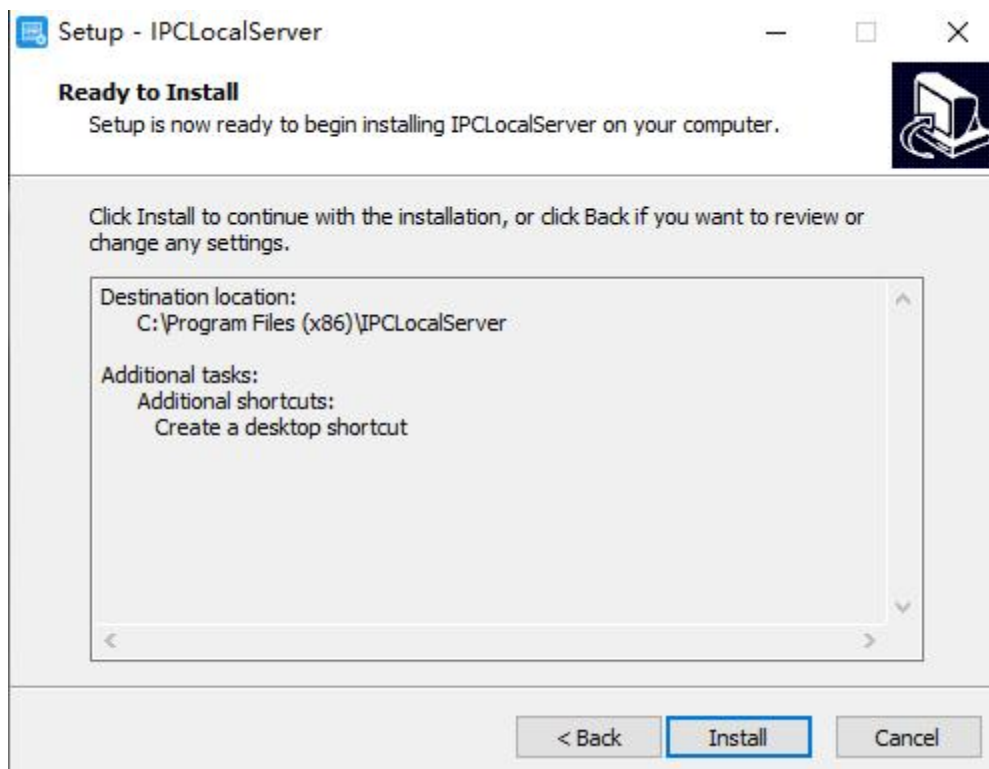 Setup - IPCLocalServer
Ready to Install
Setup is now ready to begin installing IPCLocalServer on your computer.
Click Install to continue with the installation, or click Back if you want to review or
change any settings.
Destination location:
C:\Program Files (x86)\IPCLocalServer
Additional tasks:
Additional shortcuts:
Create a desktop shortcut
< Back
Install
Cancel